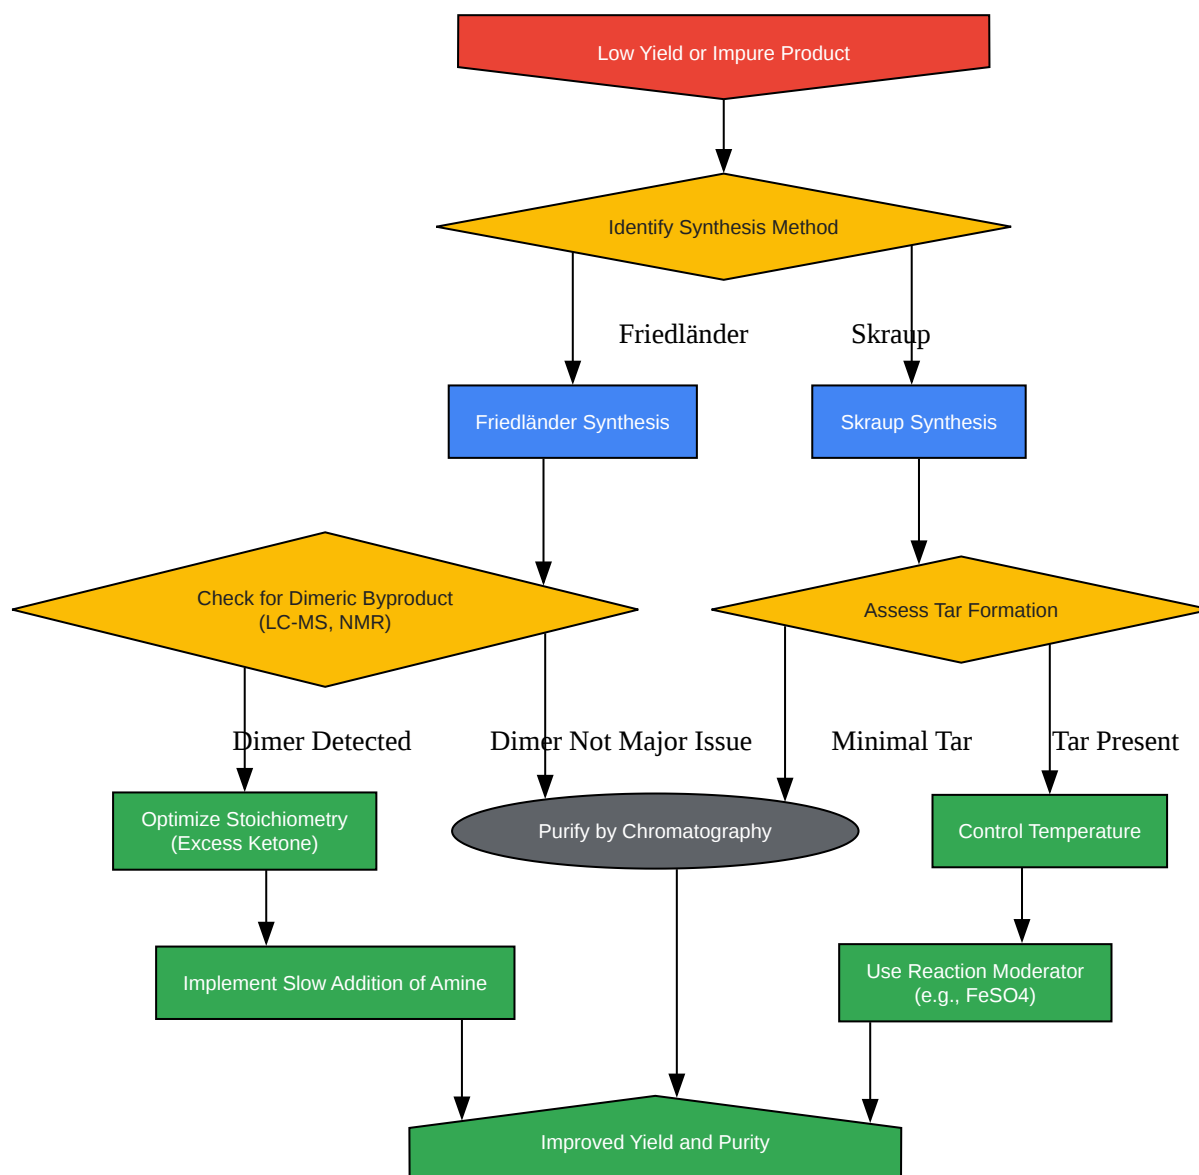 Low Yield or Impure Product
Identify Synthesis Method
Friedländer
Skraup
Friedländer Synthesis
Skraup Synthesis
Check for Dimeric Byproduct
(LC-MS, NMR)
Assess Tar Formation
Dimer Detected
Dimer Not Major Issue
Minimal Tar
Tar Present
Optimize Stoichiometry
(Excess Ketone)
Purify by Chromatography
Control Temperature
Implement Slow Addition of Amine
Use Reaction Moderator
(e.g., FeSO4)
Improved Yield and Purity